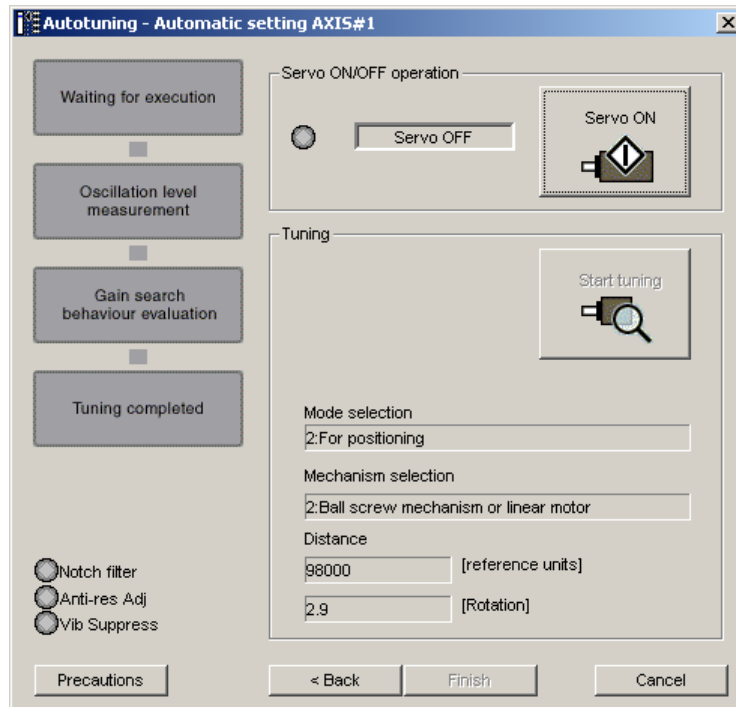 Autotuning - Automatic setting AXIS#1
Waiting for execution
Oscillation level
measurement
Gain search
behaviour evaluation
Tuning completed
Notch filter
Anti-res Adj
Vib Suppress
Precautions
Servo ON/OFF operation
Servo OFF
Servo ON
Tuning
Start tuning
Mode selection
2:For positioning
Mechanism selection
2:Ball screw mechanism or linear motor
Distance
98000 [reference units]
2.9 [Rotation]
< Back
Finish
Cancel